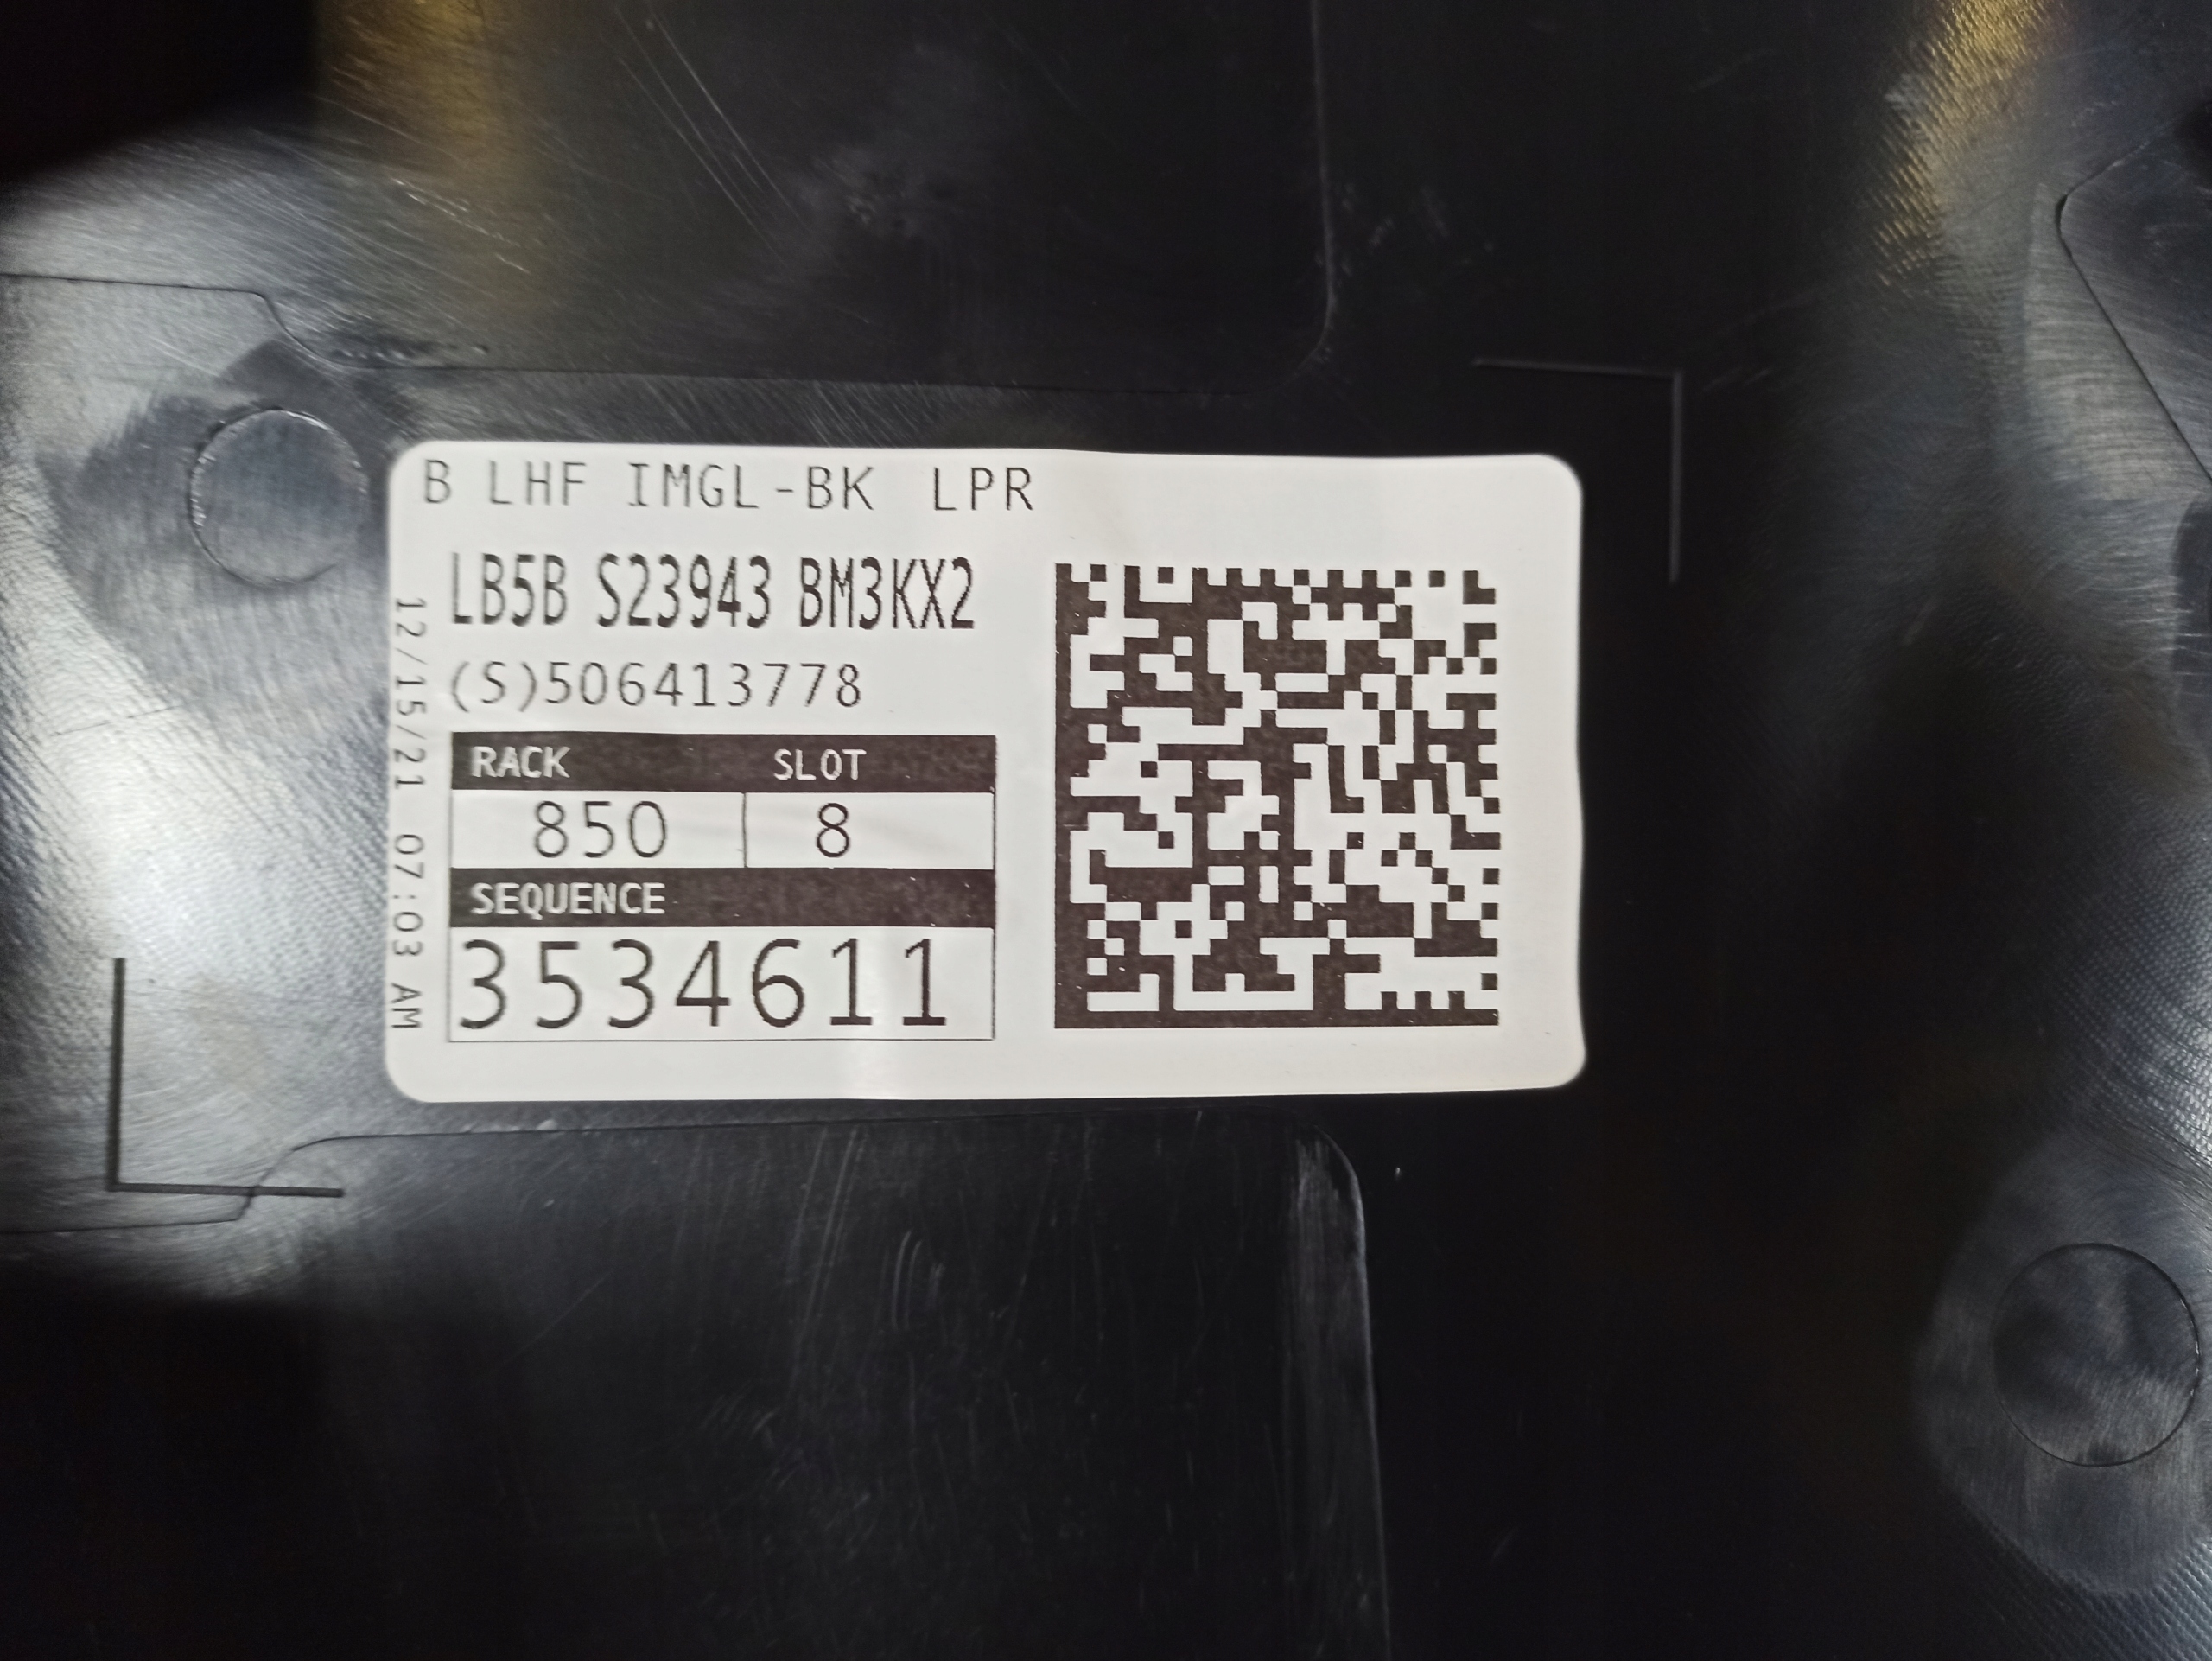 B LHF IMGL-BK LPR
LB5B S23943 BM3KX2
(S)506413778
RACK SLOT
850 8
SEQUENCE
3534611
12/15/21 07:03 AM